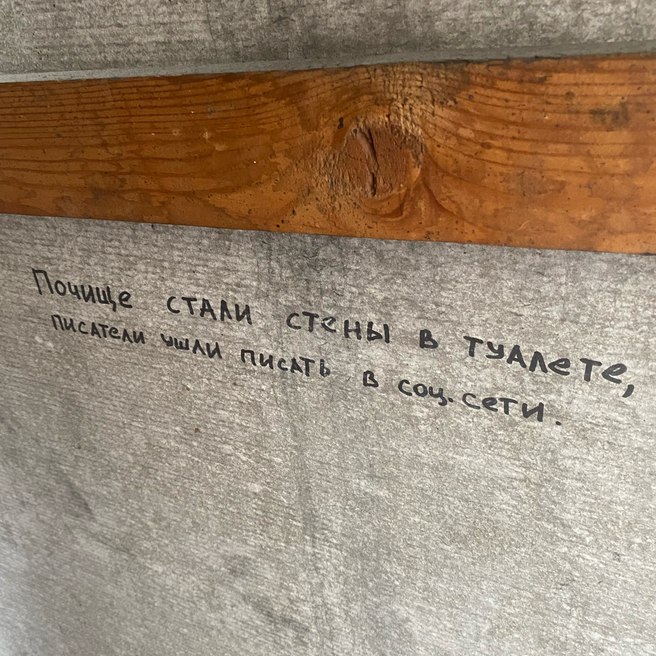 Почище стали стены в туалете,
писатели ушли писать в соц.сети.